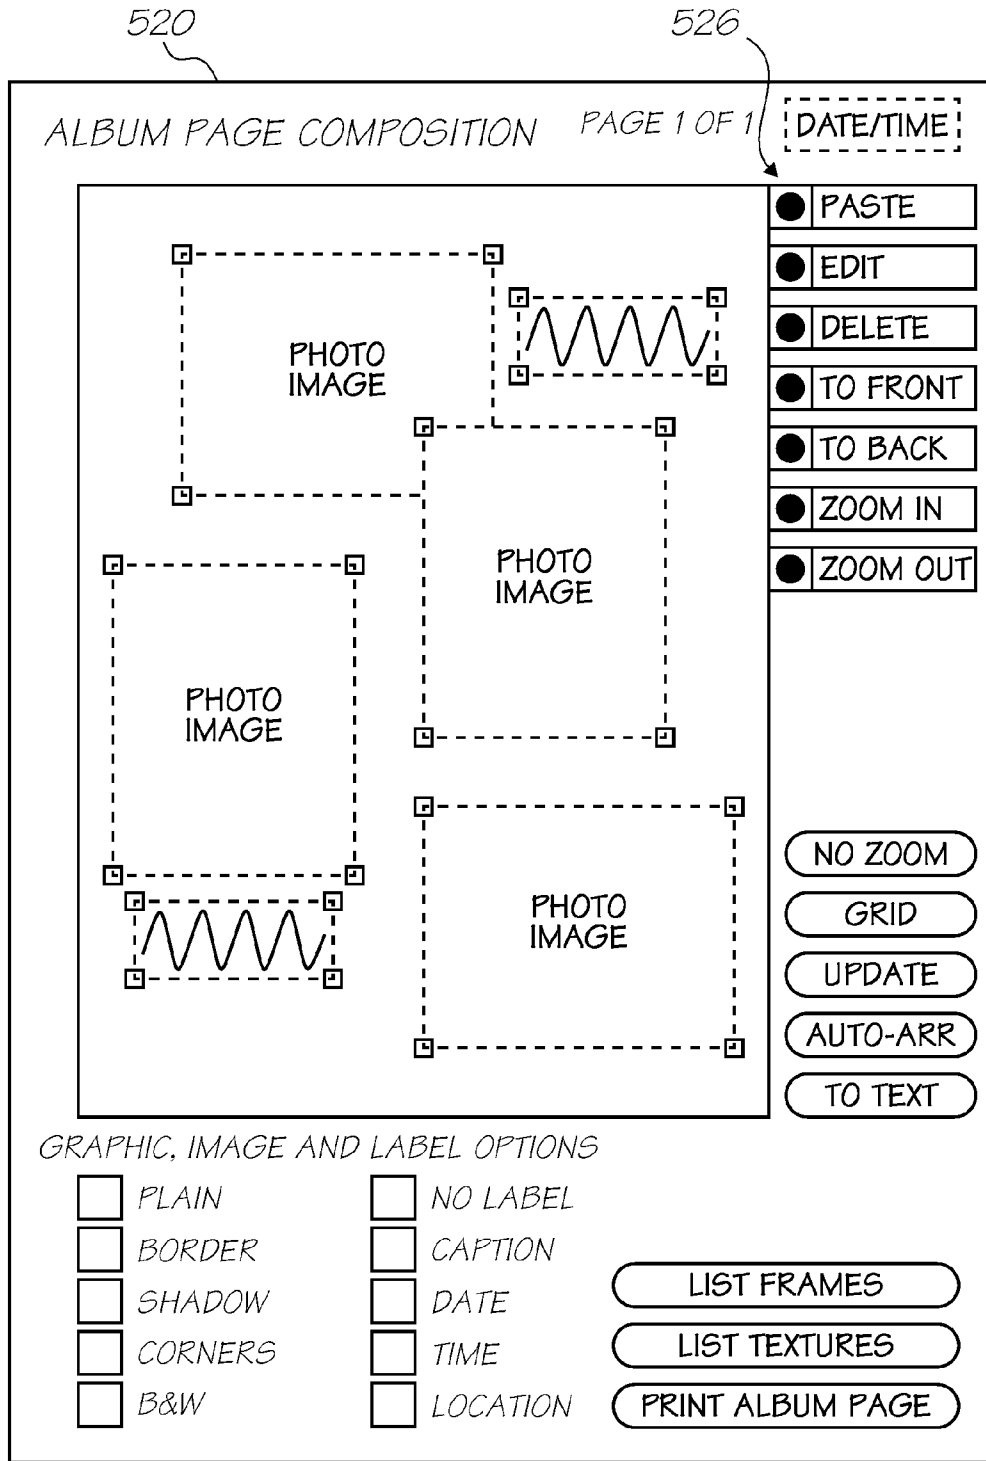 520
526
ALBUM PAGE COMPOSITION
PAGE 1 OF 1
DATE/TIME
PASTE
EDIT
DELETE
TO FRONT
TO BACK
ZOOM IN
ZOOM OUT
PHOTO
IMAGE
PHOTO
IMAGE
PHOTO
IMAGE
PHOTO
IMAGE
NO ZOOM
GRID
UPDATE
AUTO-ARR
TO TEXT
GRAPHIC, IMAGE AND LABEL OPTIONS
PLAIN
BORDER
SHADOW
CORNERS
B&W
NO LABEL
CAPTION
DATE
TIME
LOCATION
LIST FRAMES
LIST TEXTURES
PRINT ALBUM PAGE